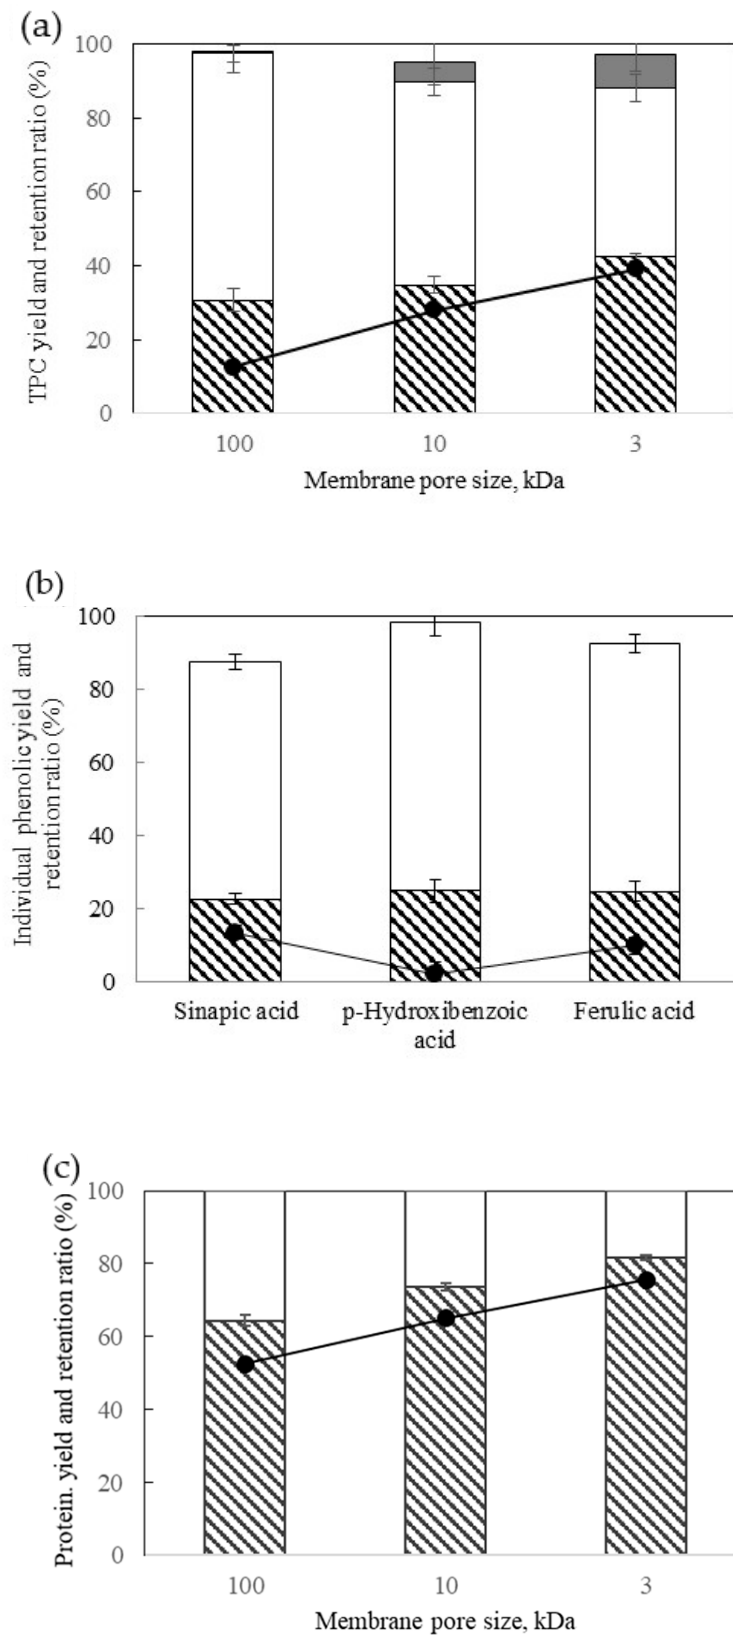 (a)
TPC yield and retention ratio (%)
100
80
60
40
20
0
100 10 3
Membrane pore size, kDa
(b)
Individual phenolic yield and
retention ratio (%)
100
80
60
40
20
0
Sinapic acid p-Hydroxibenzoic Ferulic acid
acid
(c)
Protein. yield and retention ratio (%)
100
80
60
40
20
0
100 10 3
Membrane pore size, kDa